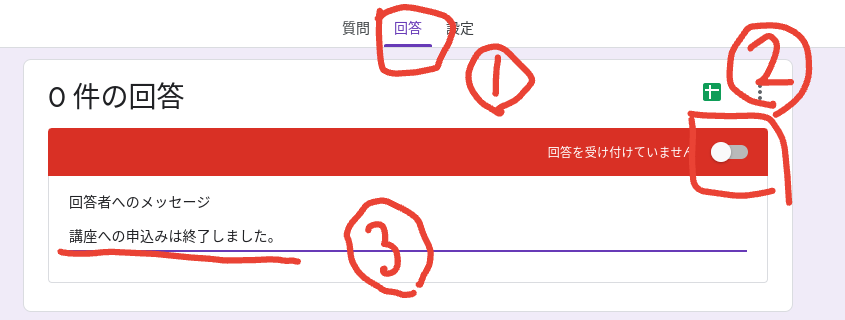 質問 回答 設定
①
②
0 件の回答
回答を受け付けていません
回答者へのメッセージ
講座への申込みは終了しました。
③